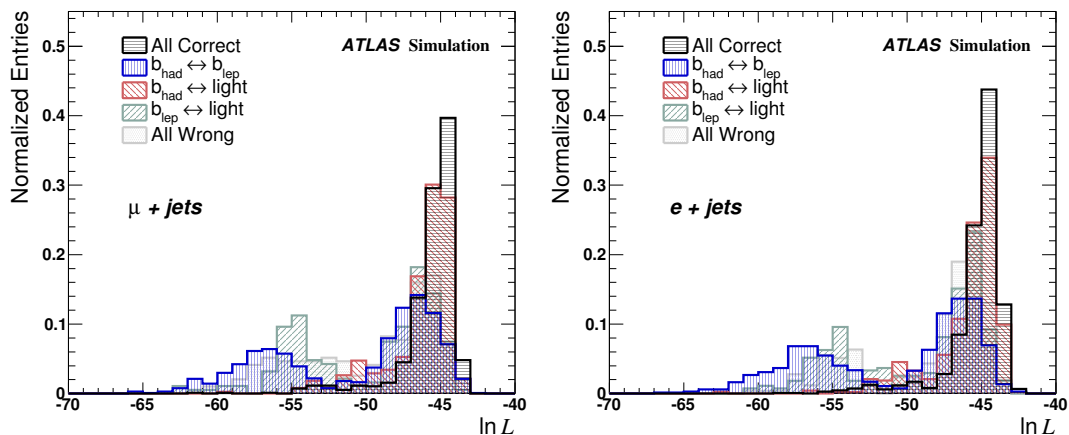 Normalized Entries
0.5
0.4
0.3
0.2
0.1
0
All Correct
b_had ↔ b_lep
b_had ↔ light
b_lep ↔ light
All Wrong
ATLAS Simulation
μ + jets
-70 -65 -60 -55 -50 -45 -40
ln L
Normalized Entries
0.5
0.4
0.3
0.2
0.1
0
All Correct
b_had ↔ b_lep
b_had ↔ light
b_lep ↔ light
All Wrong
ATLAS Simulation
e + jets
-70 -65 -60 -55 -50 -45 -40
ln L